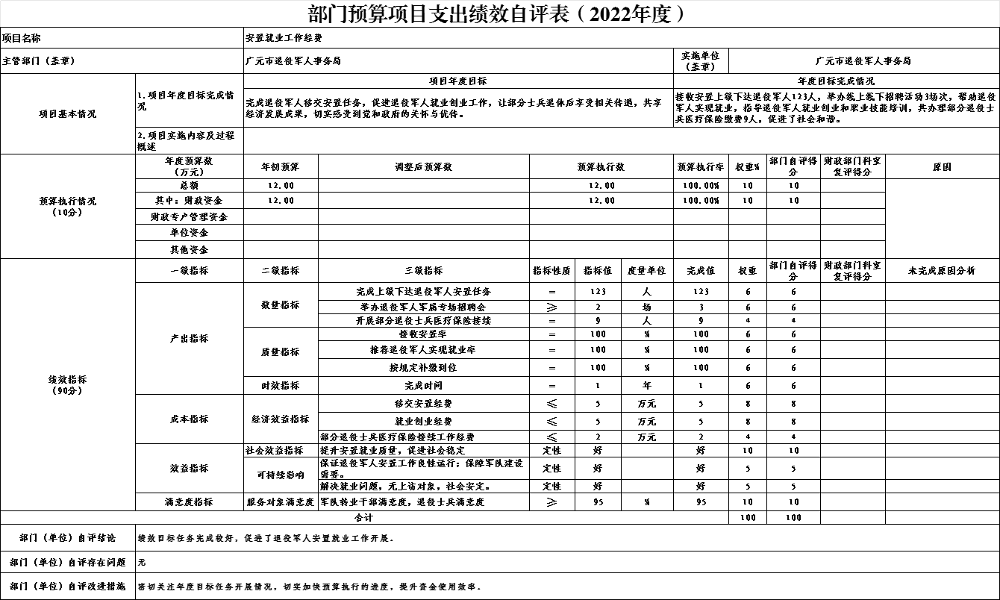 部门预算项目支出绩效自评表（2022年度）
项目名称 安置就业工作经费
主管部门（盖章） 广元市退役军人事务局 实施单位（盖章） 广元市退役军人事务局
项目基本情况
1.项目年度目标完成情况
项目年度目标 年度目标完成情况
完成退役军人移交安置任务，促进退役军人就业创业工作，让部分士兵退休后享受相关待遇，共享
经济发展成果，切实感受到党和政府的关怀与优待。
接收安置上级下达退役军人123人，举办线上线下招聘活动3场次，帮助退役
军人实现就业，指导退役军人就业创业和职业技能培训，共办理部分退役士
兵医疗保险缴费9人，促进了社会和谐。
2.项目实施内容及过程
概述
预算执行情况
（10分）
年度预算数（万元） 年初预算 调整后预算数 预算执行数 预算执行率 权重% 部门自评得分 财政部门科室复评得分 原因
总额 12.00 12.00 100.00% 10 10
其中：财政资金 12.00 12.00 100.00% 10 10
财政专户管理资金
单位资金
其他资金
绩效指标
（90分）
一级指标 二级指标 三级指标 指标性质 指标值 度量单位 完成值 权重 部门自评得分 财政部门科室复评得分 未完成原因分析
产出指标
数量指标
完成上级下达退役军人安置任务 ＝ 123 人 123 6 6
举办退役军人军属专场招聘会 ≥ 2 场 3 6 6
开展部分退役士兵医疗保险接续 ＝ 9 人 9 4 4
质量指标
接收安置率 ＝ 100 % 100 6 6
推荐退役军人实现就业率 ＝ 100 % 100 6 6
按规定补缴到位 ＝ 100 % 100 6 6
时效指标 完成时间 ＝ 1 年 1 6 6
成本指标 经济效益指标
移交安置经费 ≤ 5 万元 5 8 8
就业创业经费 ≤ 5 万元 5 8 8
部分退役士兵医疗保险接续工作经费 ≤ 2 万元 2 4 4
效益指标
社会效益指标 提升安置就业质量，促进社会稳定 定性 好 好 10 10
可持续影响
保证退役军人安置工作良性运行；保障军队建设
需要。 定性 好 好 5 5
解决就业问题，无上访对象，社会安定。 定性 好 好 5 5
满意度指标 服务对象满意度 军队转业干部满意度，退役士兵满意度 ≥ 95 % 95 10 10
合计 100 100
部门（单位）自评结论 绩效目标任务完成较好，促进了退役军人安置就业工作开展。
部门（单位）自评存在问题 无
部门（单位）自评改进措施 密切关注年度目标任务开展情况，切实加快预算执行的进度，提升资金使用效率。